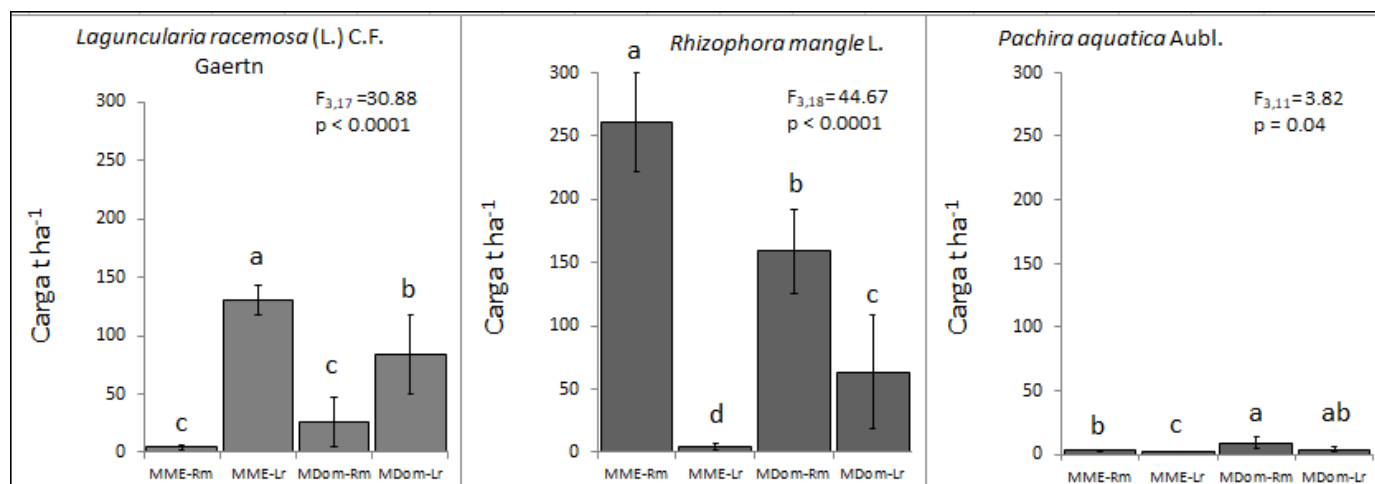 Laguncularia racemosa (L.) C.F.
Gaertn
F3,17 =30.88
p < 0.0001
Carga t ha-1
300
250
200
150
100
50
0
c
a
c
b
MME-Rm
MME-Lr
MDom-Rm
MDom-Lr
Rhizophora mangle L.
F3,18= 44.67
p < 0.0001
Carga t ha-1
300
250
200
150
100
50
0
a
d
b
c
MME-Rm
MME-Lr
MDom-Rm
MDom-Lr
Pachira aquatica Aubl.
F3,11=3.82
p = 0.04
Carga t ha-1
300
250
200
150
100
50
0
b
c
a
ab
MME-Rm
MME-Lr
MDom-Rm
MDom-Lr